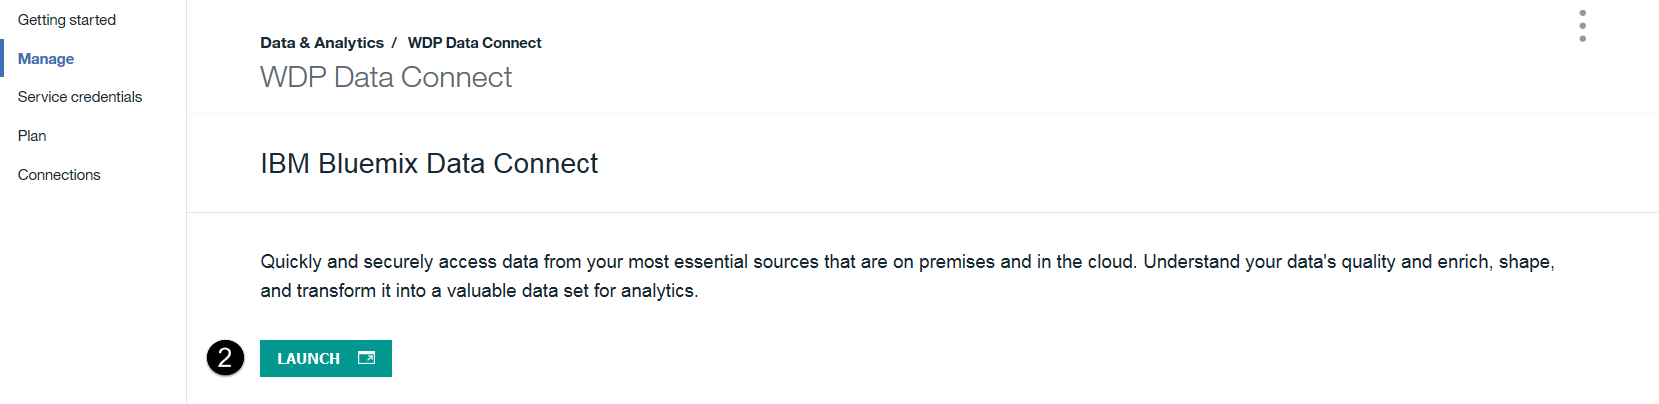 Getting started
Manage
Service credentials
Plan
Connections
Data & Analytics / WDP Data Connect
WDP Data Connect
IBM Bluemix Data Connect
Quickly and securely access data from your most essential sources that are on premises and in the cloud. Understand your data's quality and enrich, shape,
and transform it into a valuable data set for analytics.
2 LAUNCH